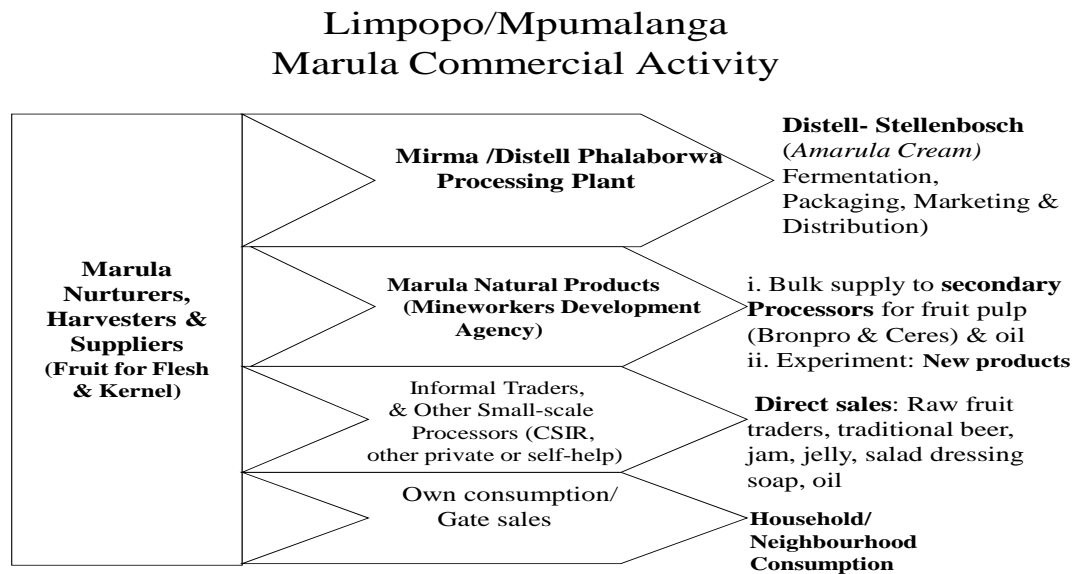 Limpopo/Mpumalanga
Marula Commercial Activity
Marula
Nurturers,
Harvesters &
Suppliers
(Fruit for Flesh
& Kernel)
Mirma /Distell Phalaborwa
Processing Plant
Distell- Stellenbosch
(Amarula Cream)
Fermentation,
Packaging, Marketing &
Distribution)
Marula Natural Products
(Mineworkers Development
Agency)
i. Bulk supply to secondary
Processors for fruit pulp
(Bronpro & Ceres) & oil
ii. Experiment: New products
Informal Traders,
& Other Small-scale
Processors (CSIR,
other private or self-help)
Direct sales: Raw fruit
traders, traditional beer,
jam, jelly, salad dressing
soap, oil
Own consumption/
Gate sales
Household/
Neighbourhood
Consumption